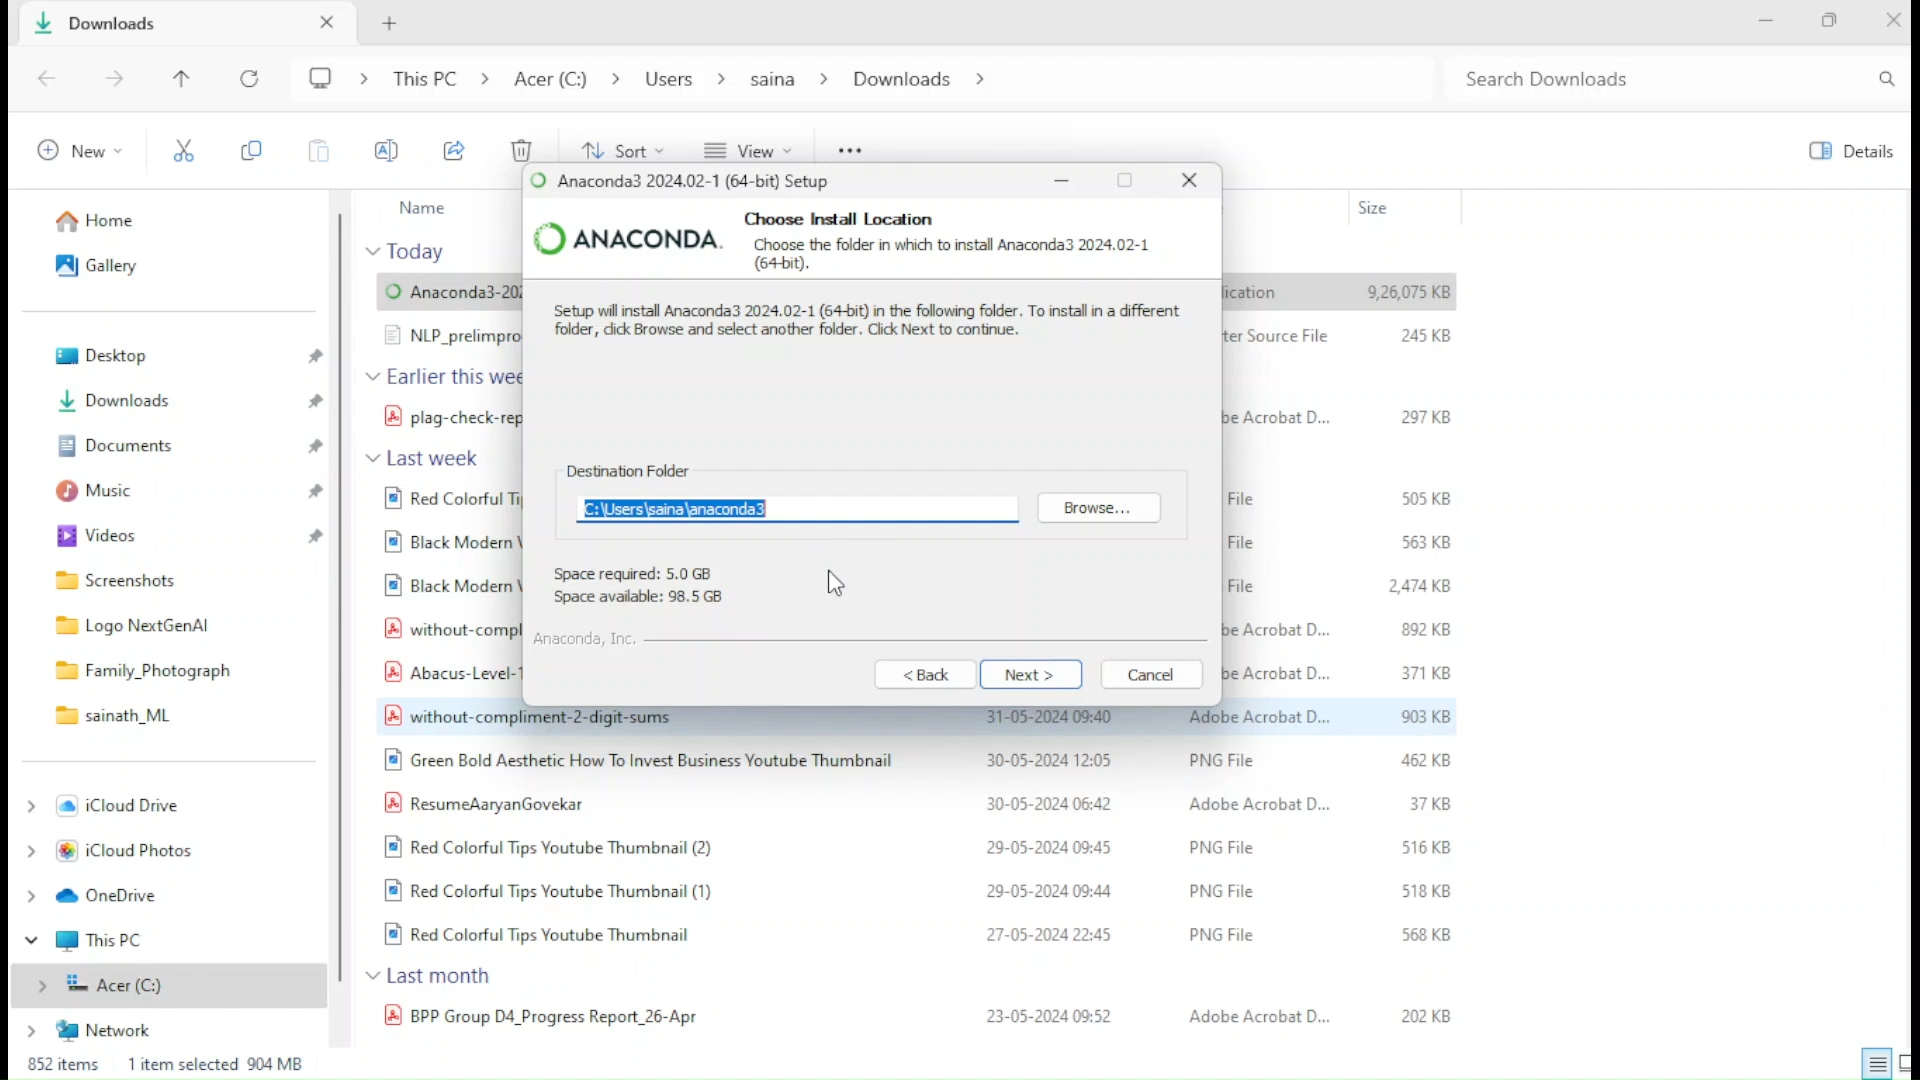 Downloads
This PC > Acer (C:) > Users > saina > Downloads >
Search Downloads
New
Sort
View
Details
Home
Gallery
Desktop
Downloads
Documents
Music
Videos
Screenshots
Logo NextGenAI
Family_Photograph
sainath_ML
iCloud Drive
iCloud Photos
OneDrive
This PC
Acer (C:)
Network
Name
Size
Today
Anaconda3-202
ication 9,26,075 KB
NLP_prelimpro
ter Source File 245 KB
Earlier this wee
plag-check-rep
be Acrobat D... 297 KB
Last week
Red Colorful Ti
File 505 KB
Black Modern
File 563 KB
Black Modern
File 2,474 KB
without-compl
be Acrobat D... 892 KB
Abacus-Level-1
be Acrobat D... 371 KB
without-compliment-2-digit-sums 31-05-2024 09:40 Adobe Acrobat D... 903 KB
Green Bold Aesthetic How To Invest Business Youtube Thumbnail 30-05-2024 12:05 PNG File 462 KB
ResumeAaryanGovekar 30-05-2024 06:42 Adobe Acrobat D... 37 KB
Red Colorful Tips Youtube Thumbnail (2) 29-05-2024 09:45 PNG File 516 KB
Red Colorful Tips Youtube Thumbnail (1) 29-05-2024 09:44 PNG File 518 KB
Red Colorful Tips Youtube Thumbnail 27-05-2024 22:45 PNG File 568 KB
Last month
BPP Group D4_Progress Report_26-Apr 23-05-2024 09:52 Adobe Acrobat D... 202 KB
Anaconda3 2024.02-1 (64-bit) Setup
ANACONDA.
Choose Install Location
Choose the folder in which to install Anaconda3 2024.02-1
(64-bit).
Setup will install Anaconda3 2024.02-1 (64-bit) in the following folder. To install in a different
folder, click Browse and select another folder. Click Next to continue.
Destination Folder
C:\Users\saina\anaconda3
Browse...
Space required: 5.0 GB
Space available: 98.5 GB
Anaconda, Inc.
< Back Next > Cancel
852 items 1 item selected 904 MB